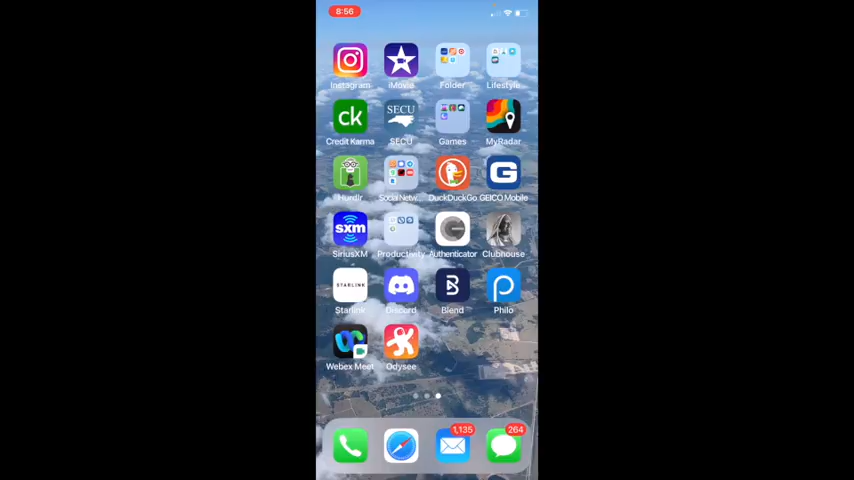 8:56
Instagram
iMovie
Folder
Lifestyle
ck
SECU
Credit Karma
SECU
Games
MyRadar
G
Hurdlr
Social Netw...
DuckDuckGo
GEICO Mobile
sxm
SiriusXM
Productivity
Authenticator
Clubhouse
STARLINK
Starlink
Discord
Blend
Philo
Webex Meet
Odysee
1,135
264